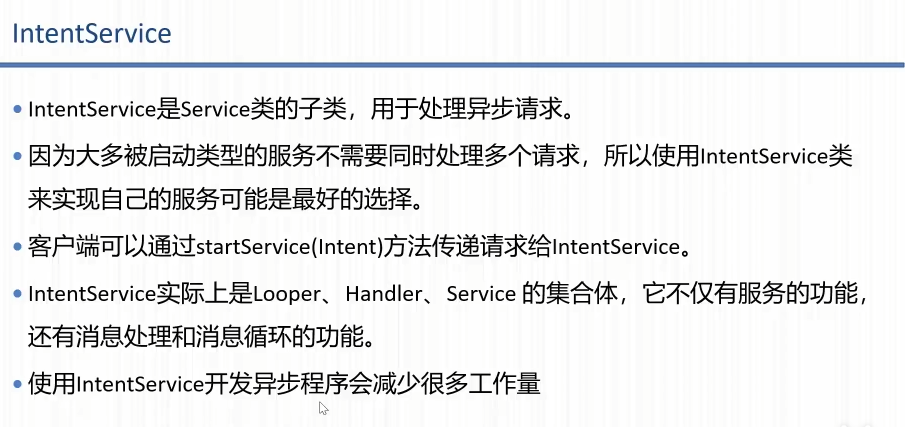 IntentService
• IntentService是Service类的子类，用于处理异步请求。
• 因为大多被启动类型的服务不需要同时处理多个请求，所以使用IntentService类
来实现自己的服务可能是最好的选择。
• 客户端可以通过startService(Intent)方法传递请求给IntentService。
• IntentService实际上是Looper、Handler、Service 的集合体，它不仅有服务的功能，
还有消息处理和消息循环的功能。
• 使用IntentService开发异步程序会减少很多工作量